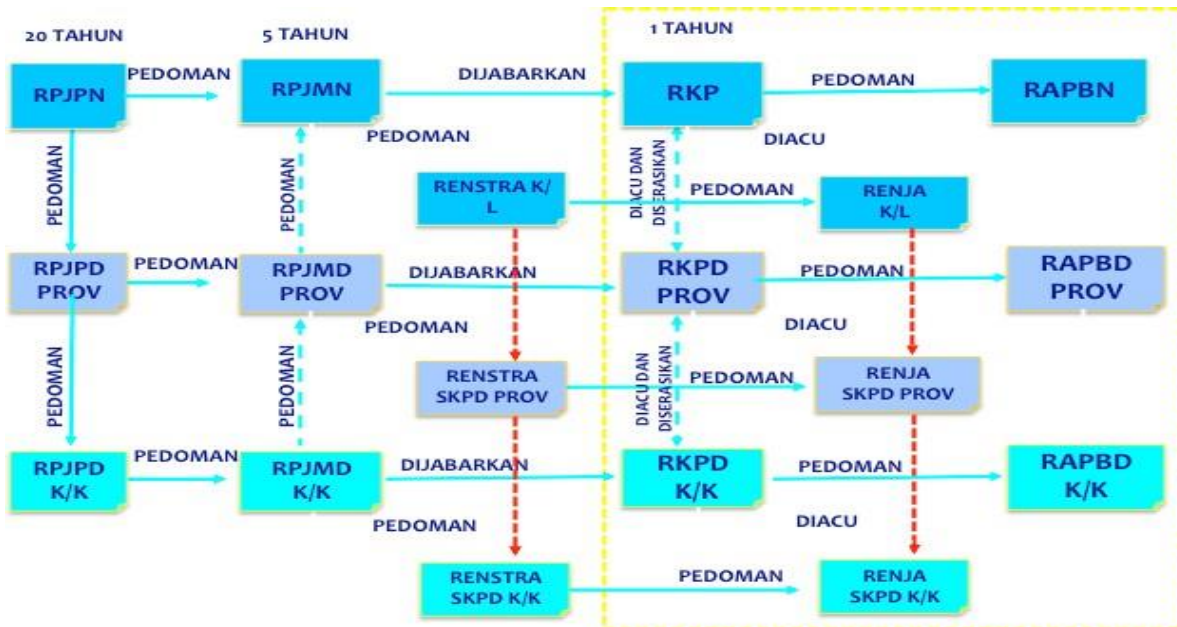 20 TAHUN
5 TAHUN
1 TAHUN
RPJPN
PEDOMAN
RPJMN
DIJABARKAN
RKP
PEDOMAN
RAPBN
PEDOMAN
PEDOMAN
PEDOMAN
DIACU DAN
DISERASIKAN
DIACU
RENSTRA K/
L
PEDOMAN
RENJA
K/L
RPJPD
PROV
PEDOMAN
RPJMD
PROV
DIJABARKAN
RKPD
PROV
PEDOMAN
RAPBD
PROV
PEDOMAN
PEDOMAN
PEDOMAN
DIACU DAN
DISERASIKAN
DIACU
RENSTRA
SKPD PROV
PEDOMAN
RENJA
SKPD PROV
RPJPD
K/K
PEDOMAN
RPJMD
K/K
DIJABARKAN
RKPD
K/K
PEDOMAN
RAPBD
K/K
PEDOMAN
DIACU
RENSTRA
SKPD K/K
PEDOMAN
RENJA
SKPD K/K